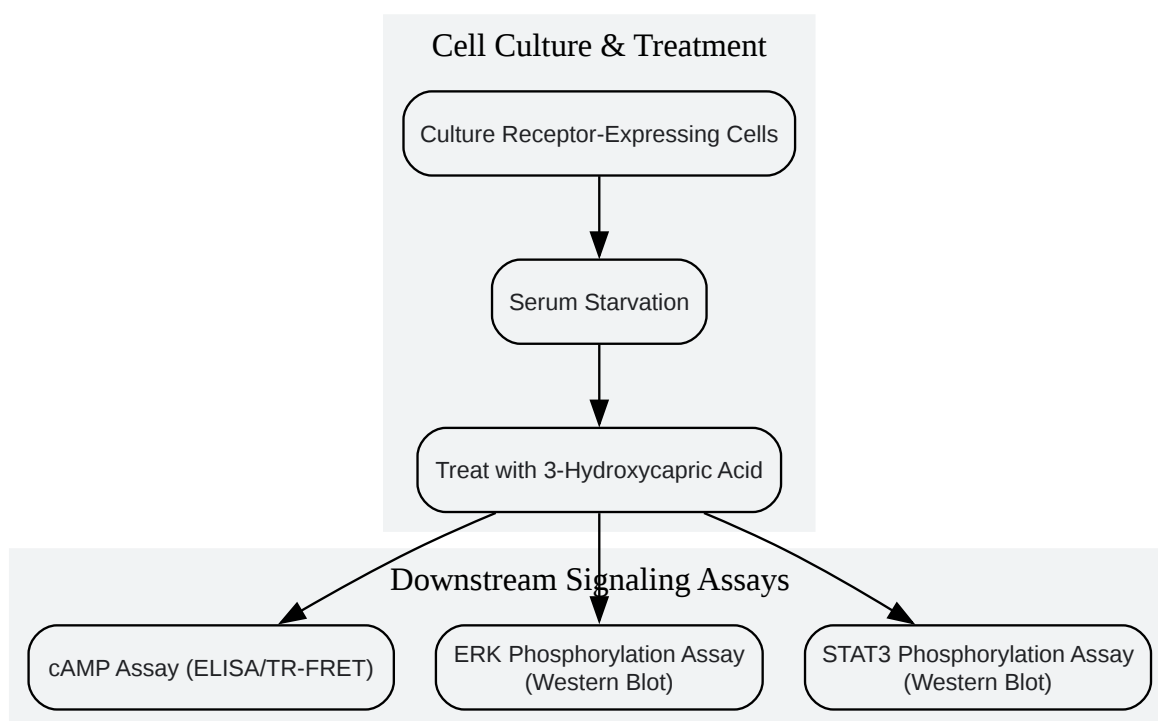 Cell Culture & Treatment
Culture Receptor-Expressing Cells
Serum Starvation
Treat with 3-Hydroxycapric Acid
Downstream Signaling Assays
cAMP Assay (ELISA/TR-FRET)
ERK Phosphorylation Assay
(Western Blot)
STAT3 Phosphorylation Assay
(Western Blot)